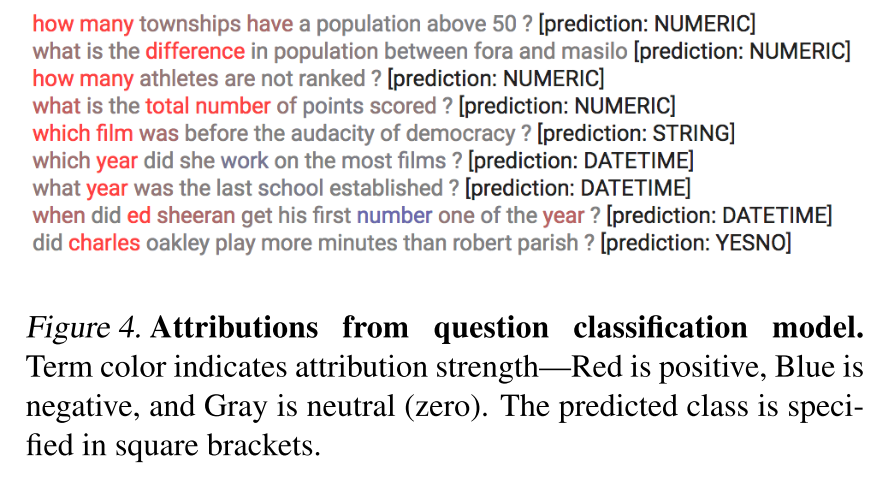 how many townships have a population above 50 ? [prediction: NUMERIC]
what is the difference in population between fora and masilo [prediction: NUMERIC]
how many athletes are not ranked ? [prediction: NUMERIC]
what is the total number of points scored ? [prediction: NUMERIC]
which film was before the audacity of democracy ? [prediction: STRING]
which year did she work on the most films ? [prediction: DATETIME]
what year was the last school established ? [prediction: DATETIME]
when did ed sheeran get his first number one of the year ? [prediction: DATETIME]
did charles oakley play more minutes than robert parish ? [prediction: YESNO]
Figure 4. Attributions from question classification model.
Term color indicates attribution strength—Red is positive, Blue is
negative, and Gray is neutral (zero). The predicted class is speci-
fied in square brackets.